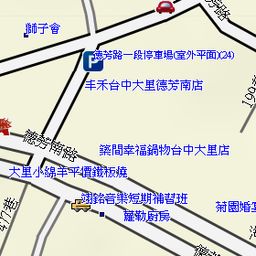 獅子會
德芳路一段停車場(室外平面)(24)
丰禾台中大里德芳南店
199巷
德芳南路
築間幸福鍋物台中大里店
大里小綿羊平價鐵板燒
翊銘音樂短期補習班
菊園婚宴
羅勒廚房
477巷